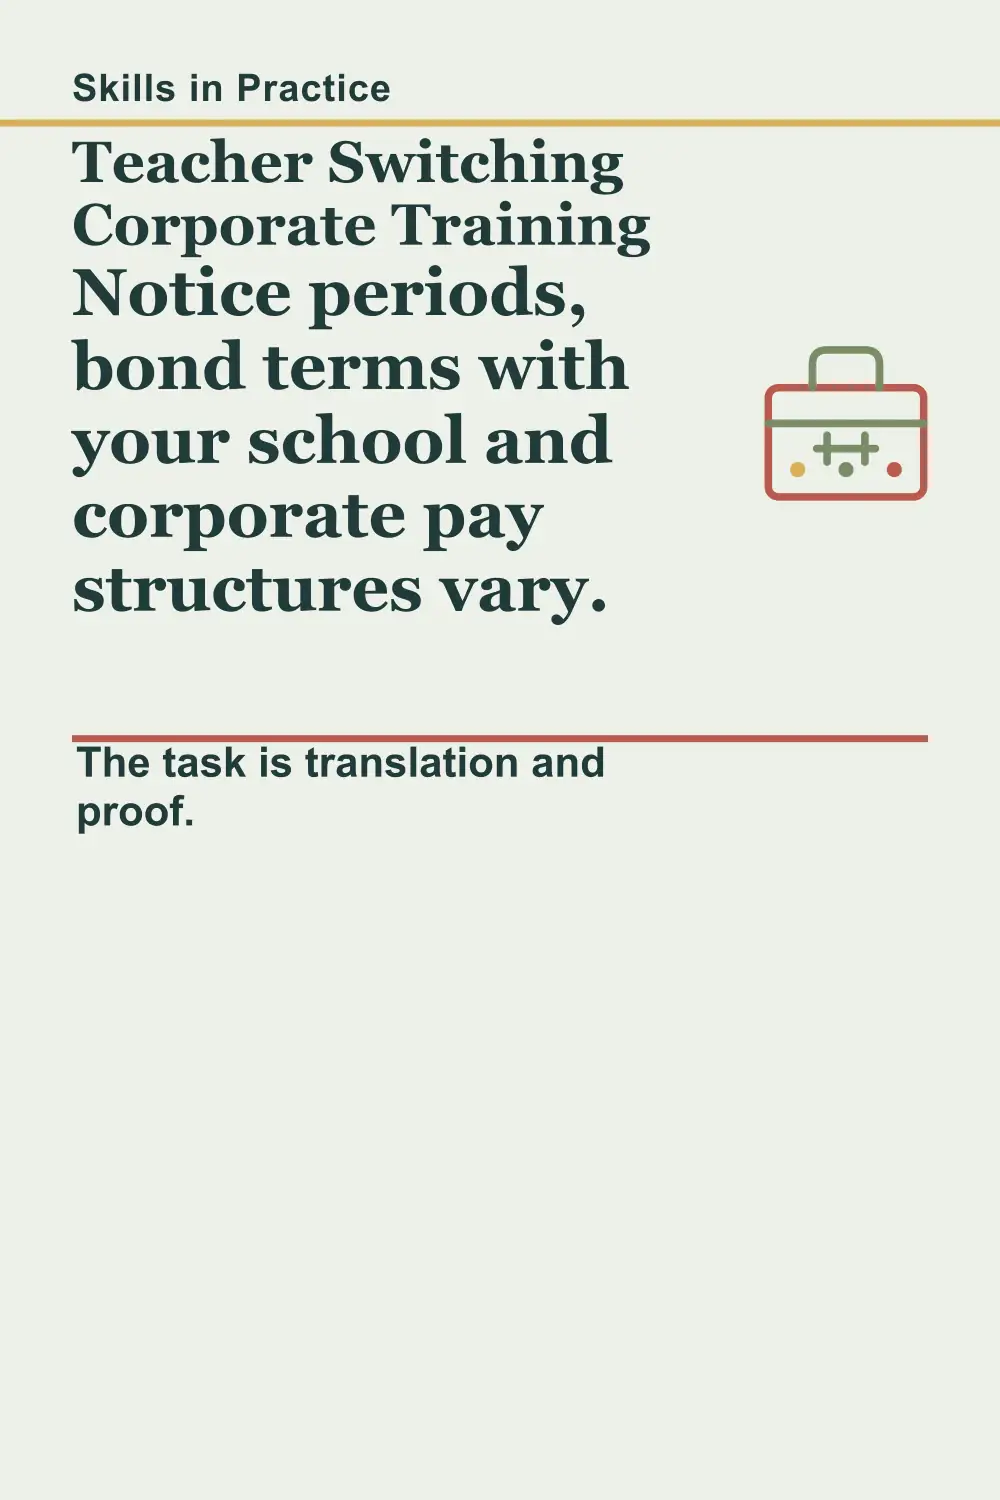 Skills in Practice
Teacher Switching
Corporate Training
Notice periods,
bond terms with
your school and
corporate pay
structures vary.
The task is translation and
proof.